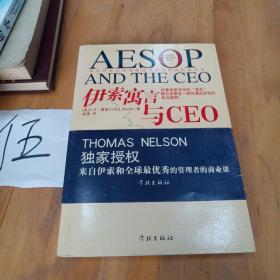 AESOP
AND THE CEO
伊索寓言
与CEO
THOMAS NELSON
独家授权
来自伊索和全球最优秀的管理者的商业课
学林出版社
伍